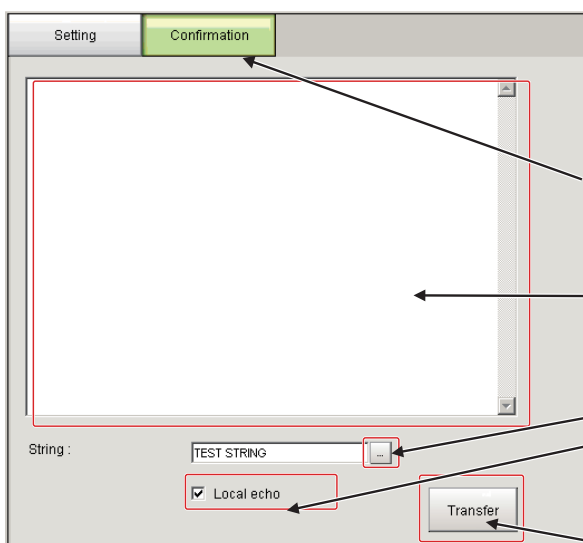 Setting Confirmation
String :
TEST STRING
...
Local echo
Transfer